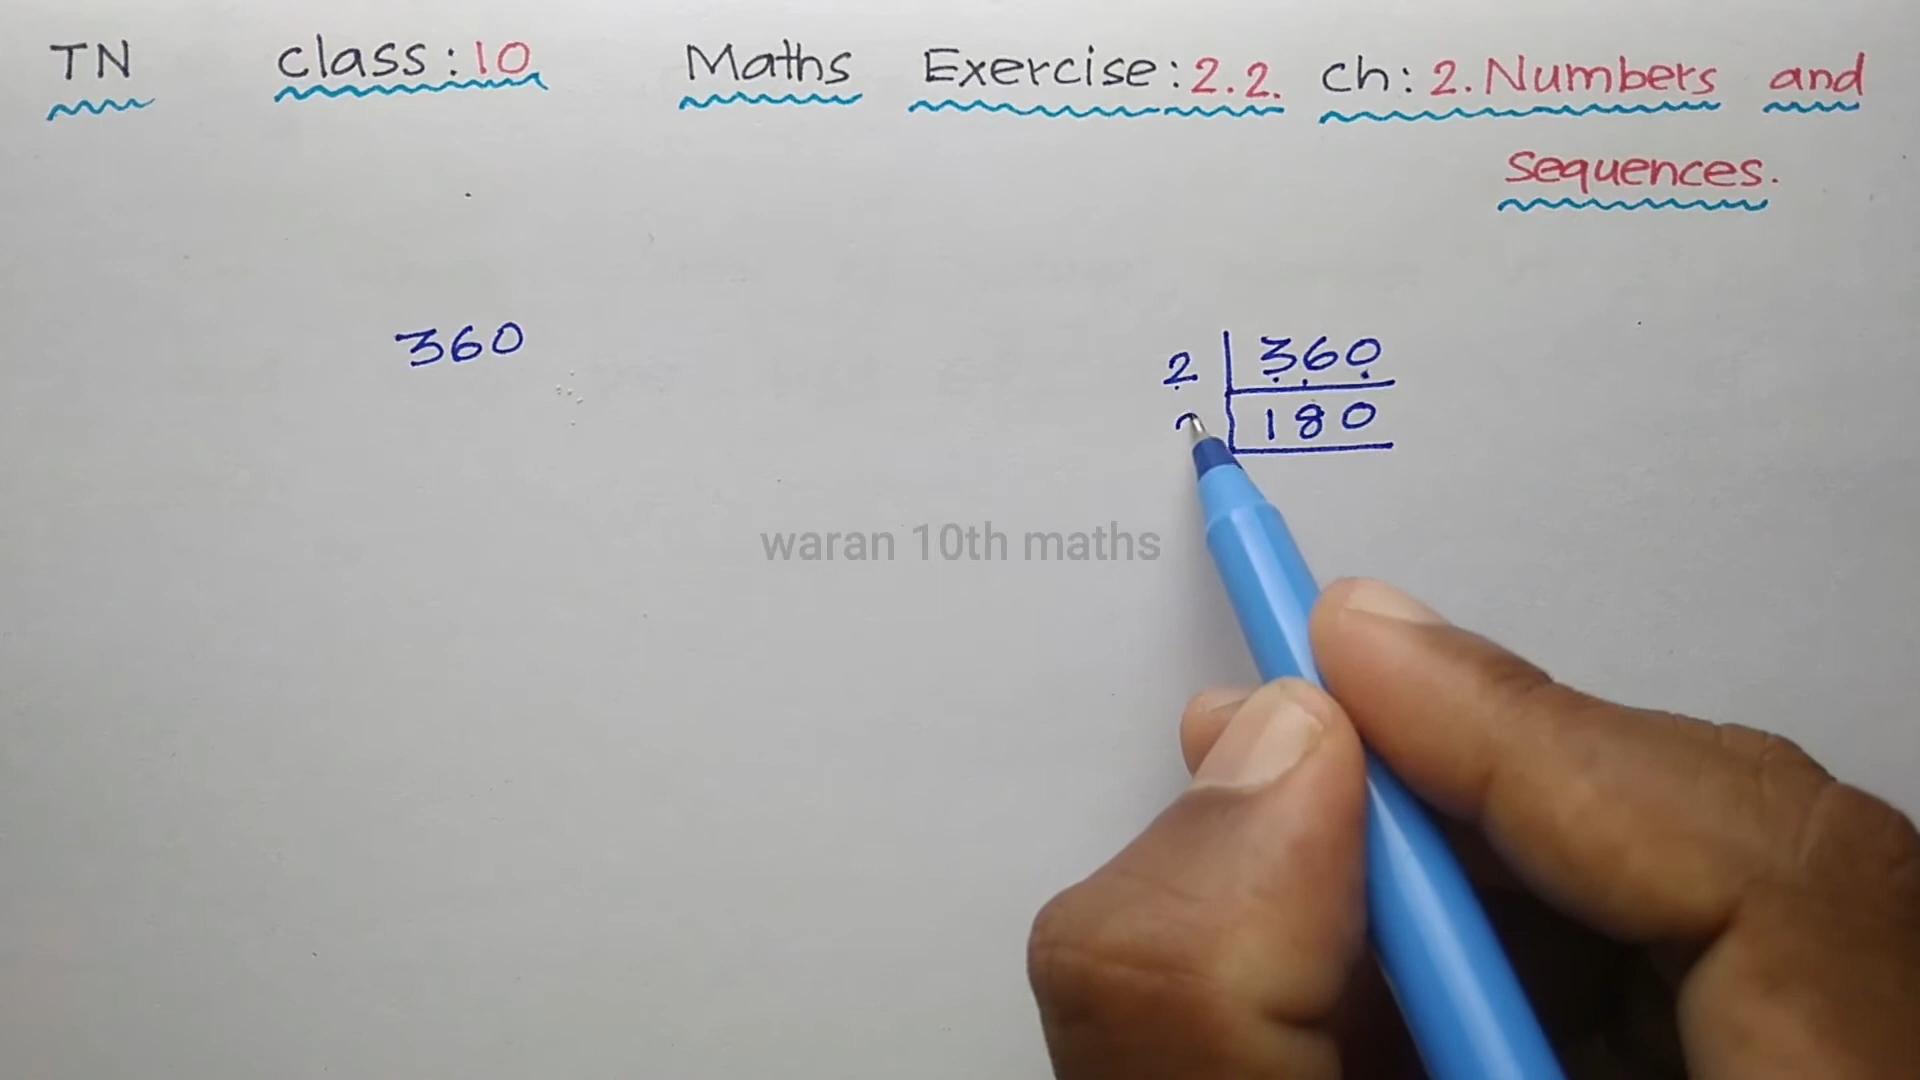 TN class:10 Maths Exercise:2.2. ch: 2. Numbers and
Sequences.
360
2 360
180
waran 10th maths